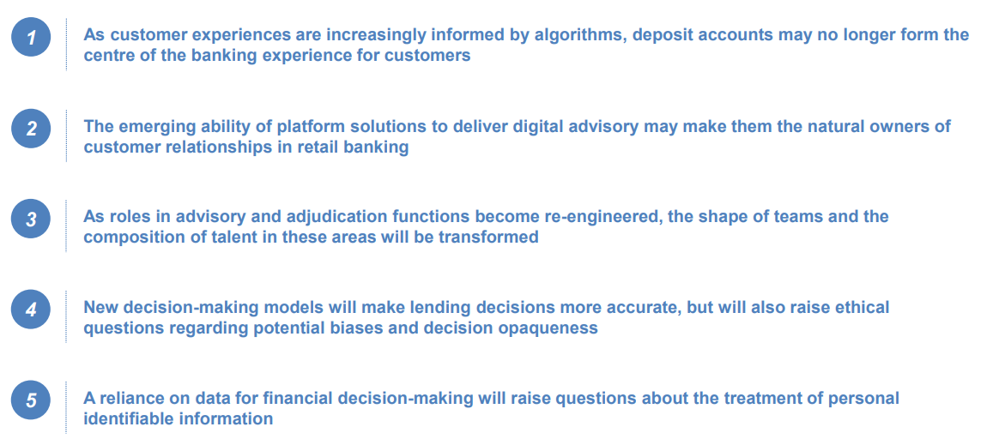 1
As customer experiences are increasingly informed by algorithms, deposit accounts may no longer form the
centre of the banking experience for customers
2
The emerging ability of platform solutions to deliver digital advisory may make them the natural owners of
customer relationships in retail banking
3
As roles in advisory and adjudication functions become re-engineered, the shape of teams and the
composition of talent in these areas will be transformed
4
New decision-making models will make lending decisions more accurate, but will also raise ethical
questions regarding potential biases and decision opaqueness
5
A reliance on data for financial decision-making will raise questions about the treatment of personal
identifiable information